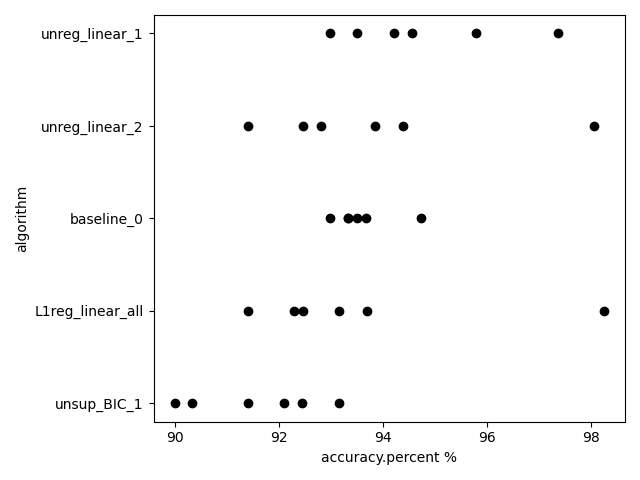 unreg_linear_1
unreg_linear_2
baseline_0
L1reg_linear_all
unsup_BIC_1
algorithm
90 92 94 96 98
accuracy.percent %